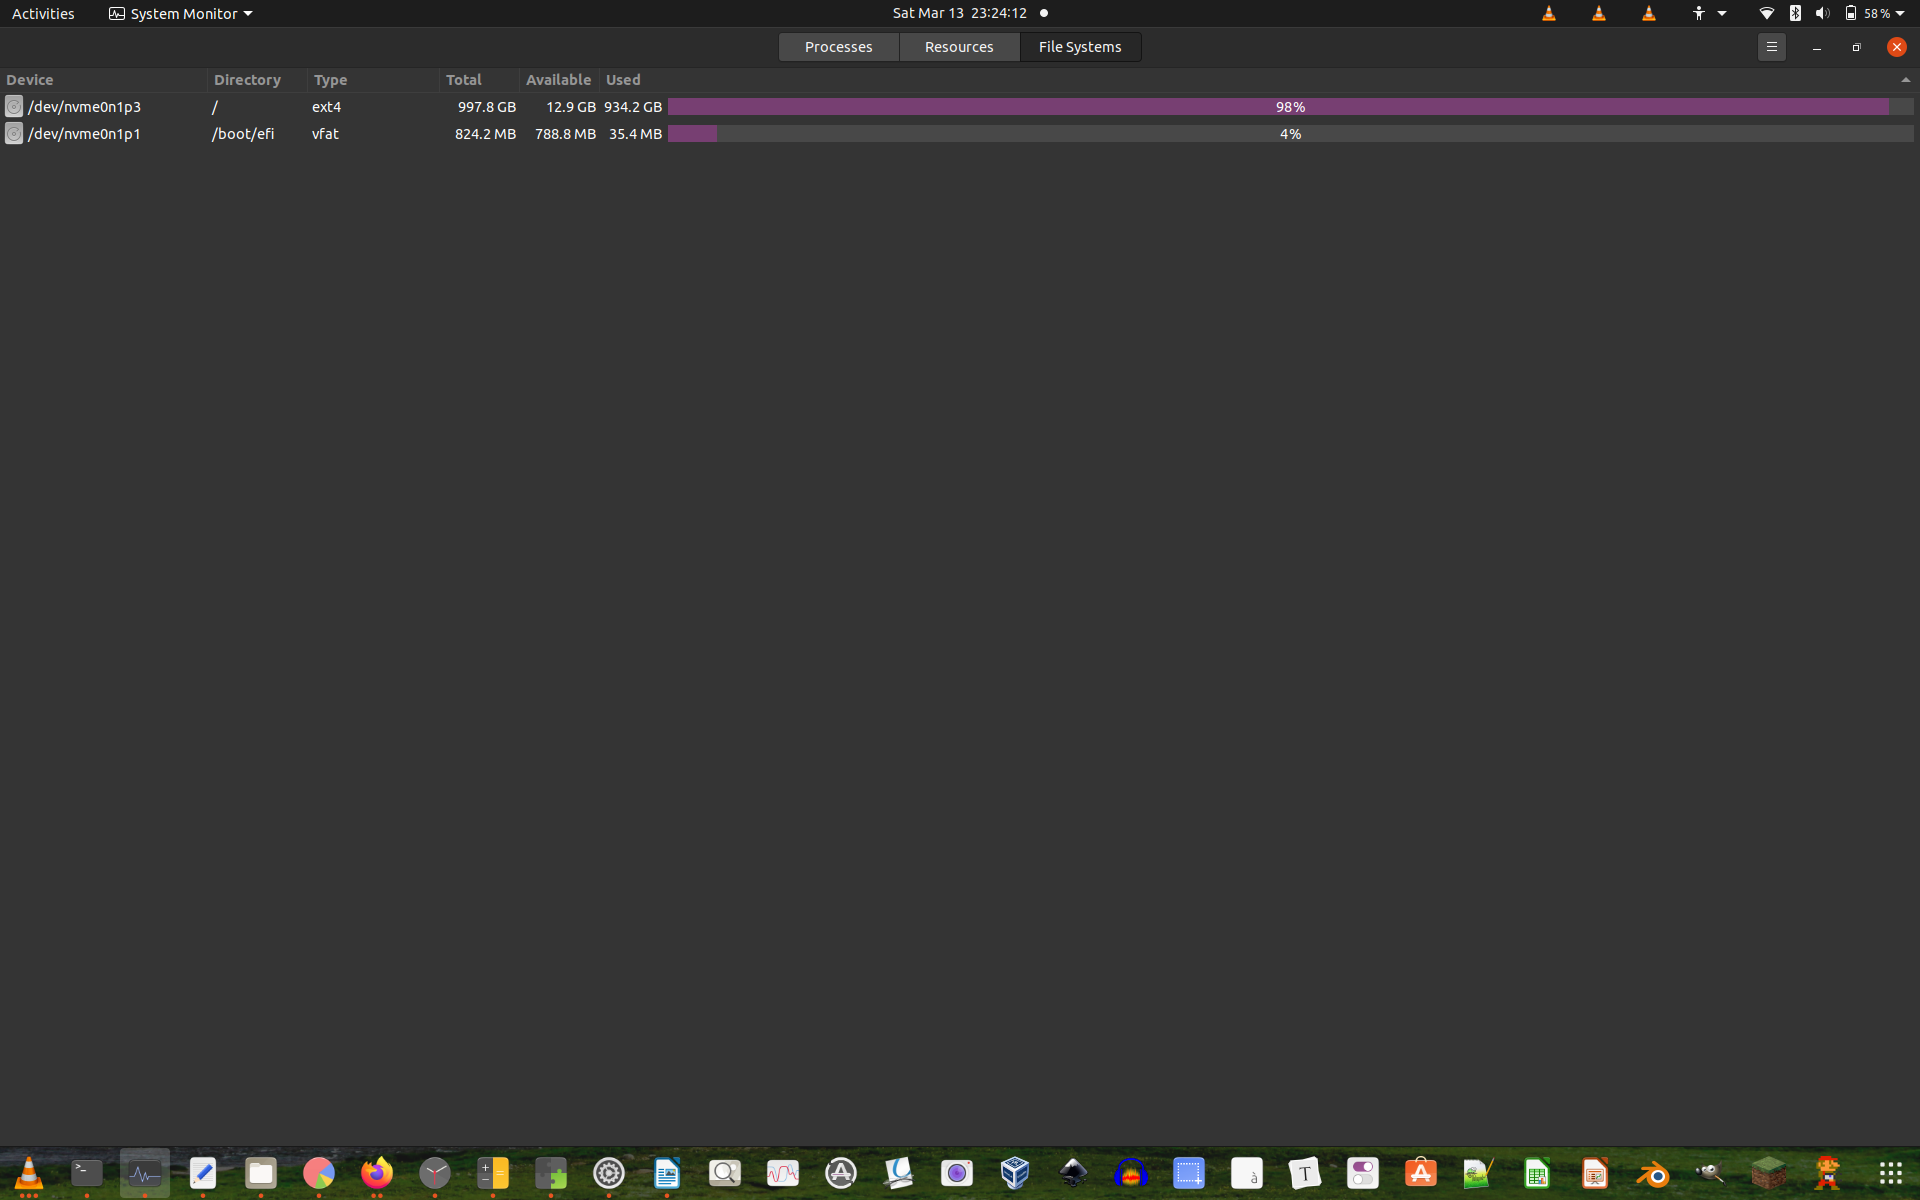 Activities System Monitor Sat Mar 13 23:24:12 58 %
Processes Resources File Systems
Device Directory Type Total Available Used
/dev/nvme0n1p3 / ext4 997.8 GB 12.9 GB 934.2 GB 98%
/dev/nvme0n1p1 /boot/efi vfat 824.2 MB 788.8 MB 35.4 MB 4%